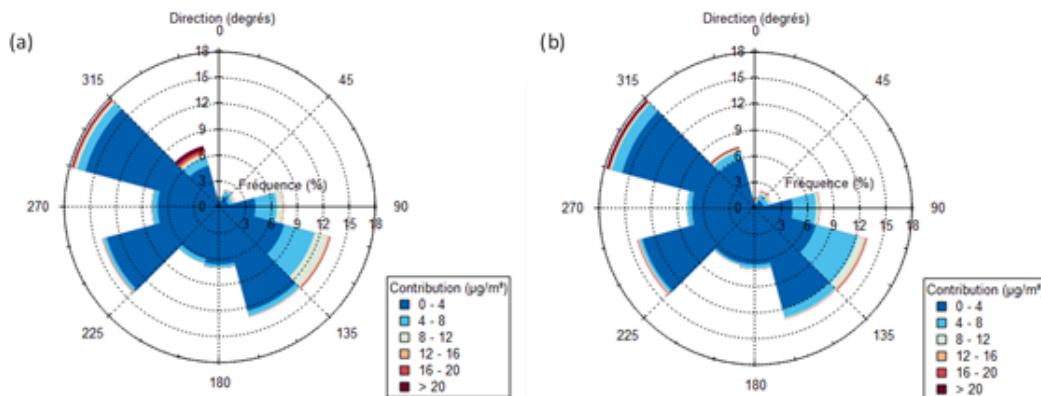 (a)
Direction (degrés)
0
18
15
12
9
6
3
0
45
315
Fréquence (%)
270
3 6 9 12 15 18
90
225
135
180
Contribution (µg/m³)
0 - 4
4 - 8
8 - 12
12 - 16
16 - 20
> 20
(b)
Direction (degrés)
0
18
15
12
9
6
3
0
45
315
Fréquence (%)
270
3 6 9 12 15 18
90
225
135
180
Contribution (µg/m³)
0 - 4
4 - 8
8 - 12
12 - 16
16 - 20
> 20